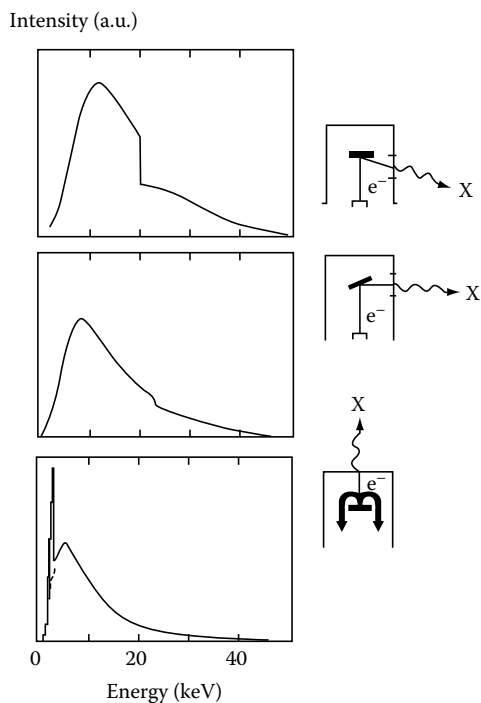 Intensity (a.u.)
e⁻
X
e⁻
X
X
e⁻
0
20
40
Energy (keV)